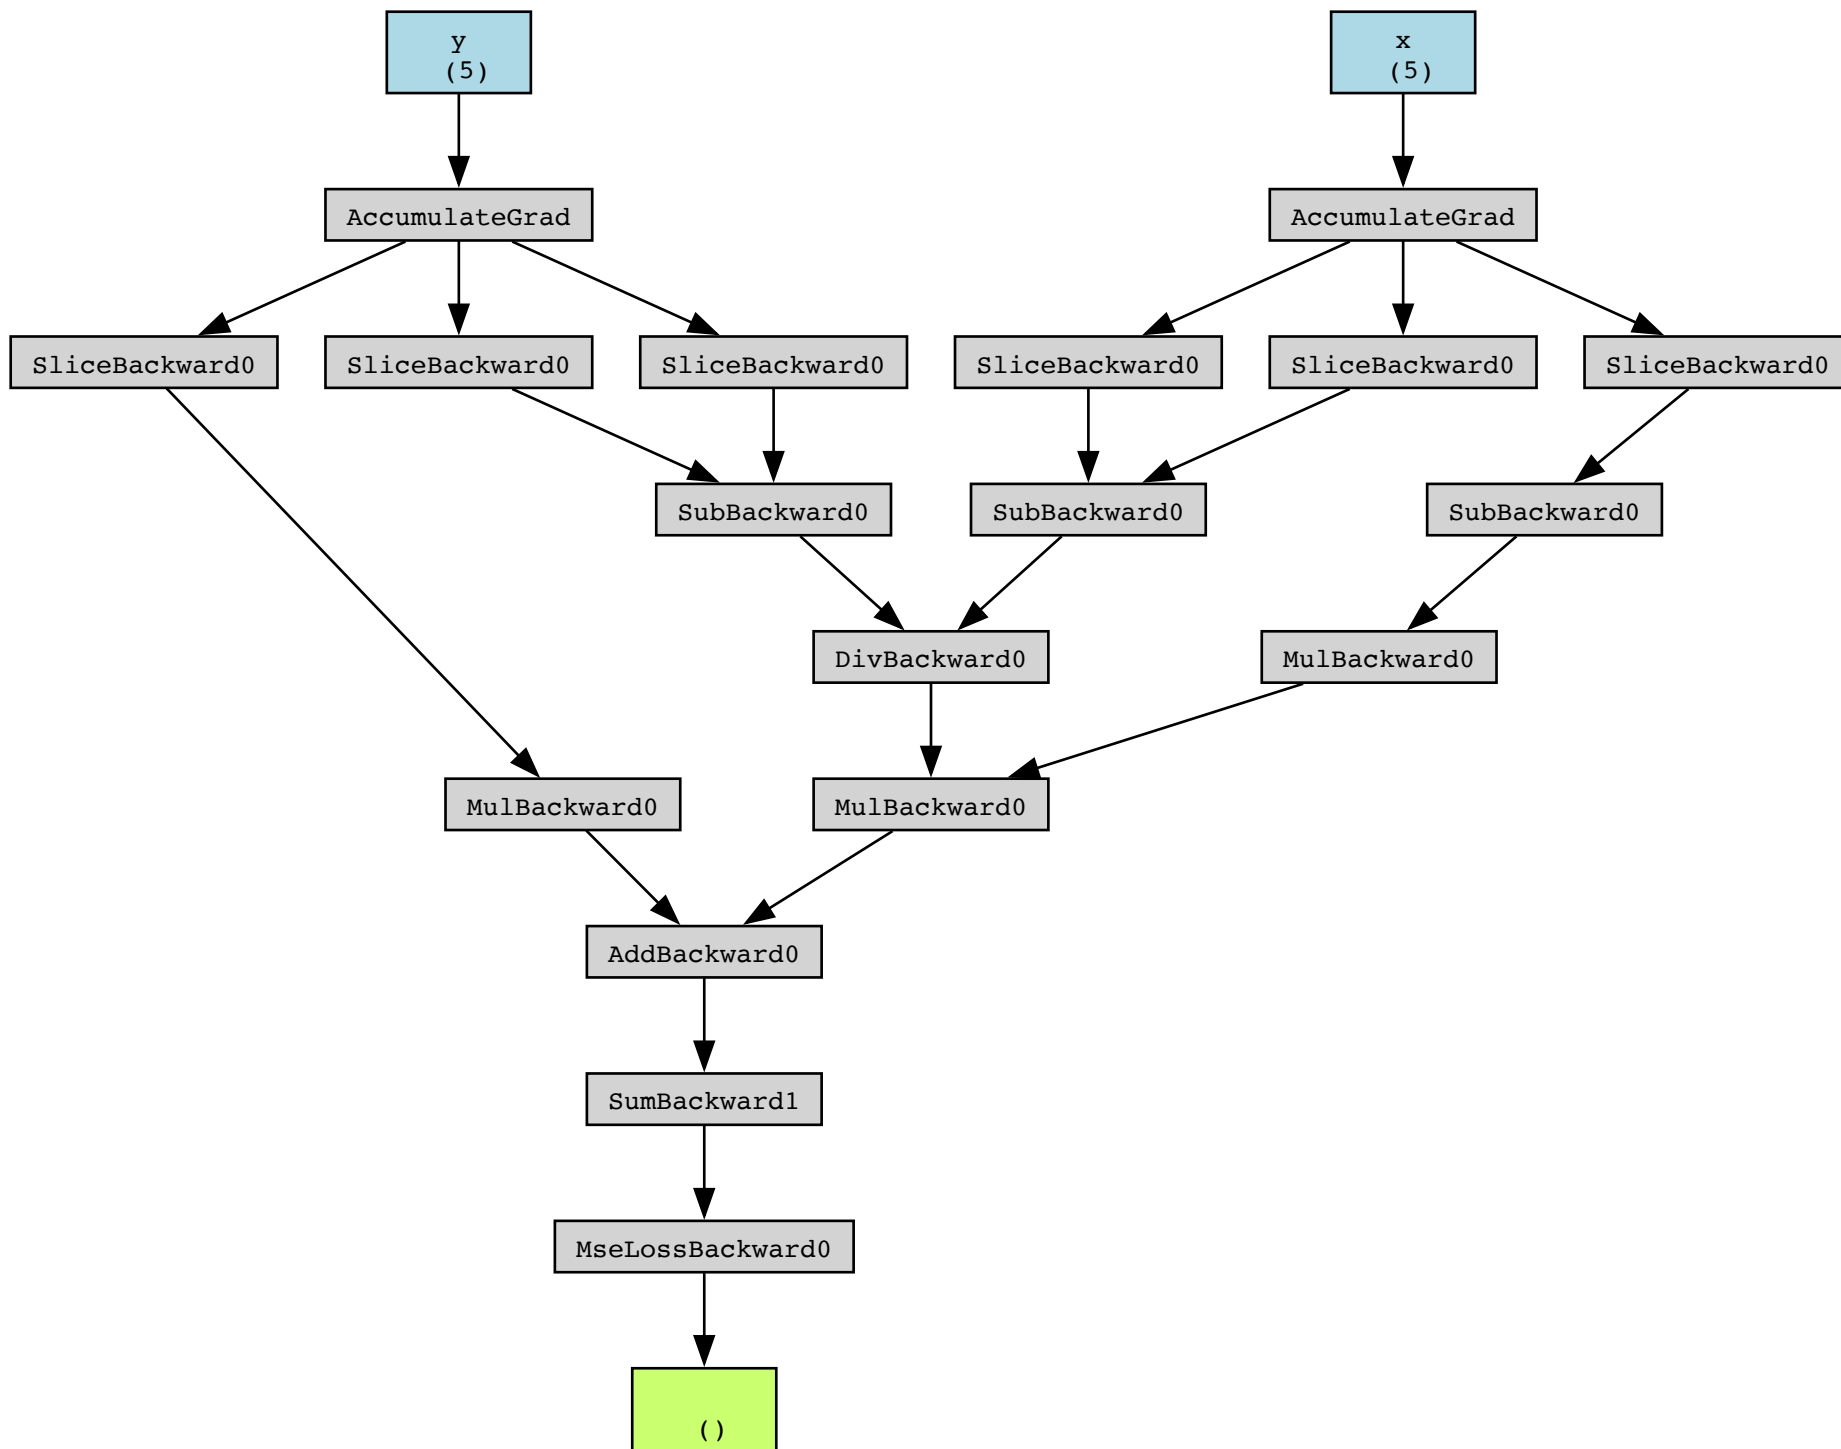 y
(5)
x
(5)
AccumulateGrad
AccumulateGrad
SliceBackward0
SliceBackward0
SliceBackward0
SliceBackward0
SliceBackward0
SliceBackward0
SubBackward0
SubBackward0
SubBackward0
DivBackward0
MulBackward0
MulBackward0
MulBackward0
AddBackward0
SumBackward1
MseLossBackward0
()